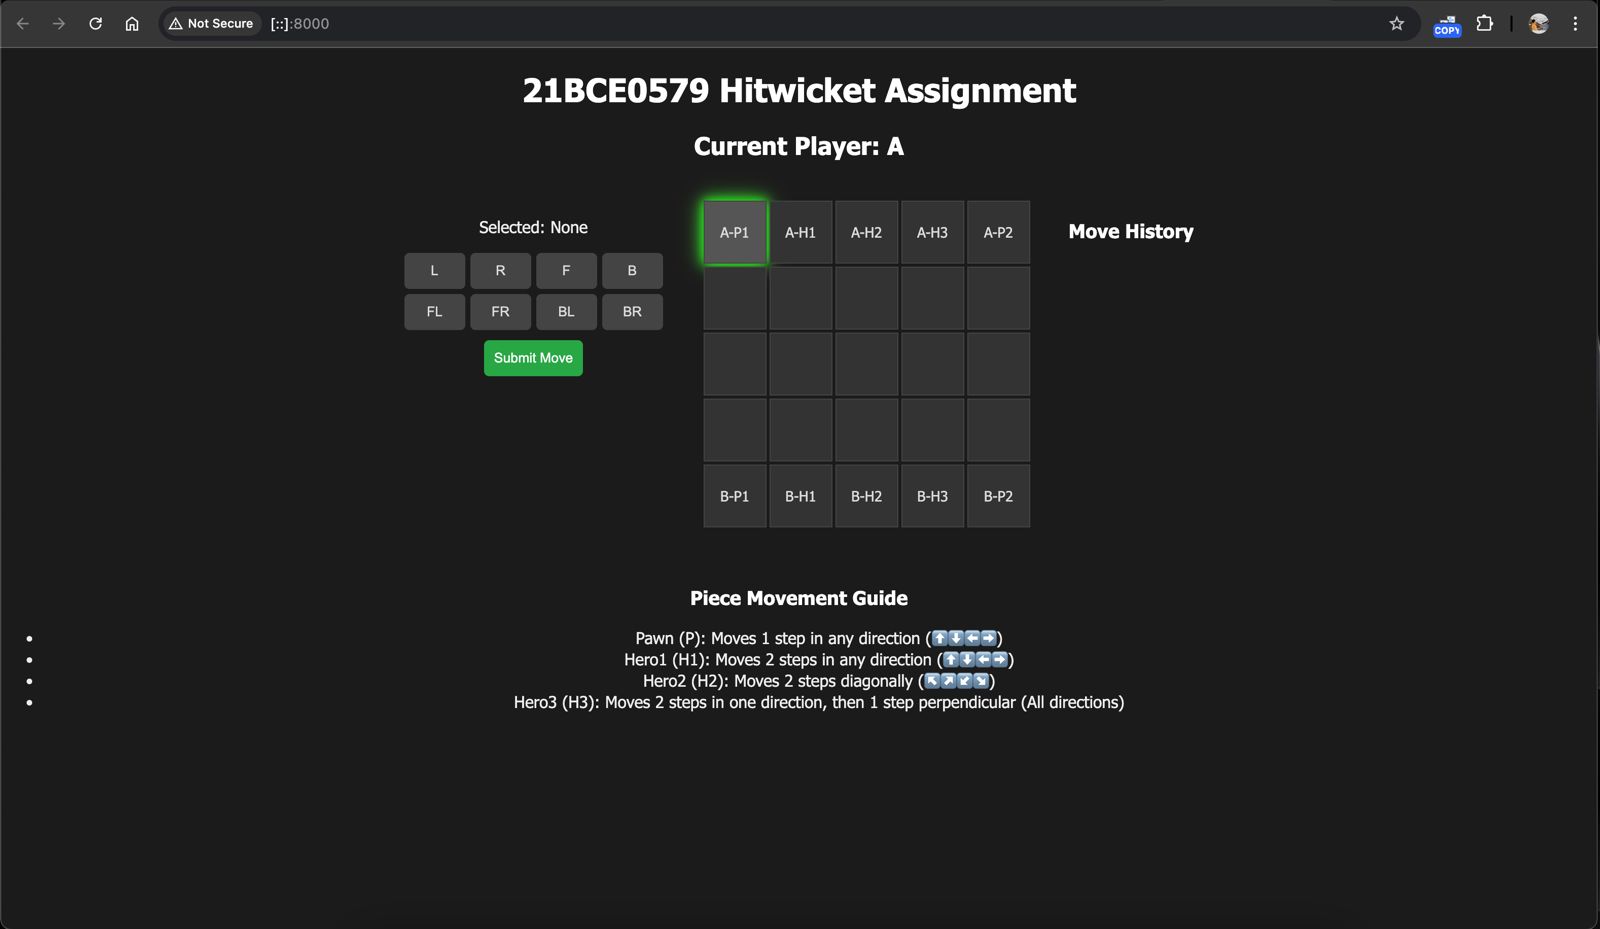 Not Secure [::]:8000
COPY
21BCE0579 Hitwicket Assignment
Current Player: A
Selected: None
L R F B
FL FR BL BR
Submit Move
A-P1 A-H1 A-H2 A-H3 A-P2
B-P1 B-H1 B-H2 B-H3 B-P2
Move History
Piece Movement Guide
• Pawn (P): Moves 1 step in any direction (⬆️⬇️⬅️➡️)
• Hero1 (H1): Moves 2 steps in any direction (⬆️⬇️⬅️➡️)
• Hero2 (H2): Moves 2 steps diagonally (↖️↗️↙️↘️)
• Hero3 (H3): Moves 2 steps in one direction, then 1 step perpendicular (All directions)